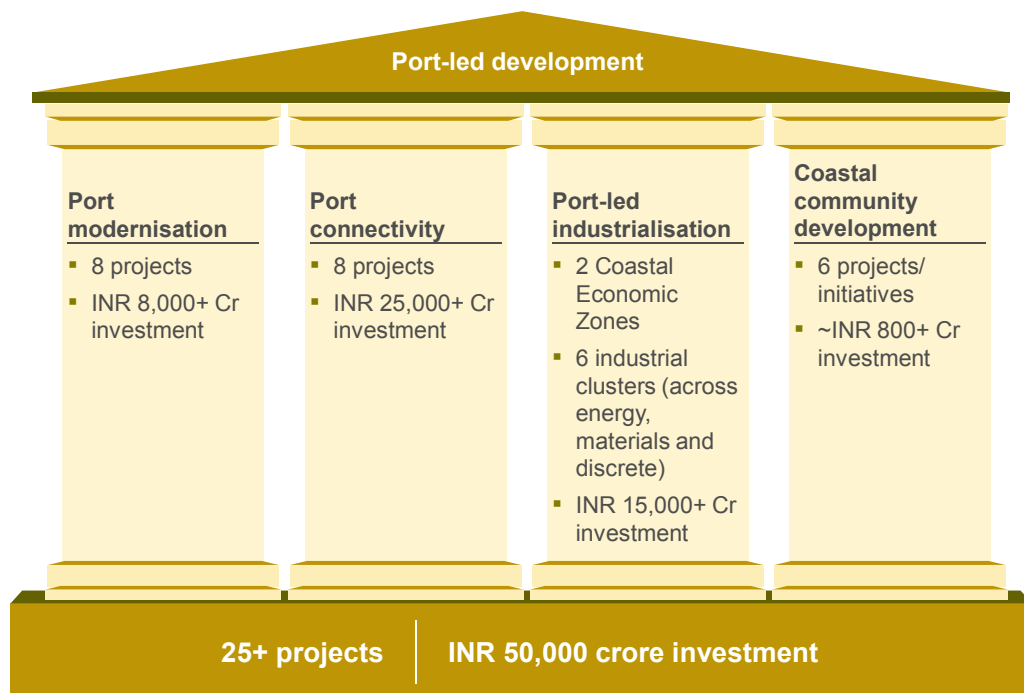 Port-led development
Port
modernisation
▪ 8 projects
▪ INR 8,000+ Cr
investment
Port
connectivity
▪ 8 projects
▪ INR 25,000+ Cr
investment
Port-led
industrialisation
▪ 2 Coastal
Economic
Zones
▪ 6 industrial
clusters (across
energy,
materials and
discrete)
▪ INR 15,000+ Cr
investment
Coastal
community
development
▪ 6 projects/
initiatives
▪ ~INR 800+ Cr
investment
25+ projects
INR 50,000 crore investment